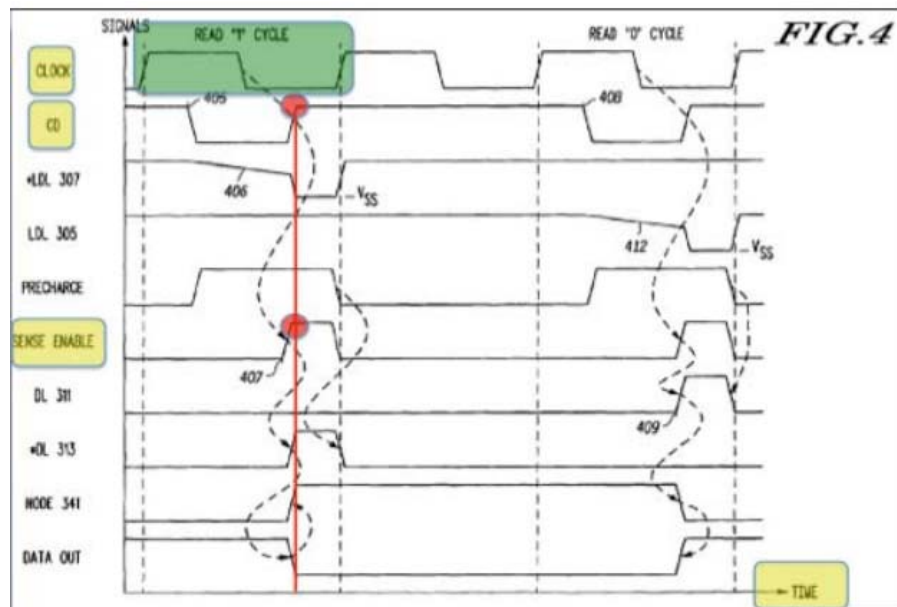 SIGNALS
READ "1" CYCLE
READ "0" CYCLE
FIG.4
CLOCK
CD
405
408
*LDL 307
406
VSS
LDL 305
412
VSS
PRECHARGE
SENSE ENABLE
407
DL 311
409
*DL 313
NODE 341
DATA OUT
TIME